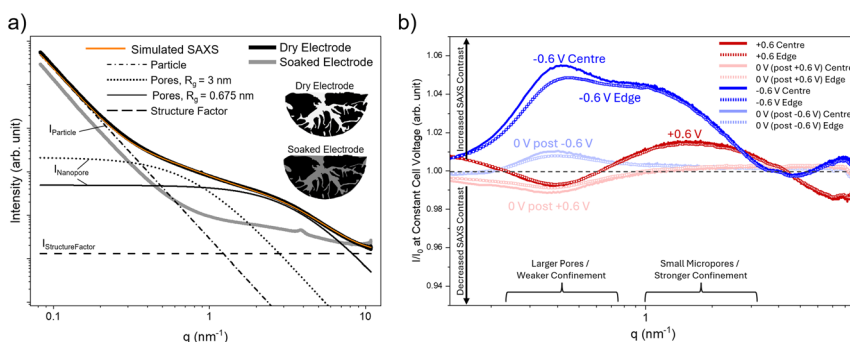 a)
Simulated SAXS
Particle
Pores, Rg = 3 nm
Pores, Rg = 0.675 nm
Structure Factor
Dry Electrode
Soaked Electrode
Dry Electrode
Soaked Electrode
IParticle
INanopore
IStructureFactor
Intensity (arb. unit)
0.1
1
10
q (nm-1)
b)
I/I0 at Constant Cell Voltage (arb. unit)
Increased SAXS Contrast
Decreased SAXS Contrast
1.06
1.04
1.02
1.00
0.98
0.96
0.94
-0.6 V Centre
-0.6 V Edge
+0.6 V
0 V post -0.6 V
0 V post +0.6 V
+0.6 Centre
+0.6 Edge
0 V (post +0.6 V) Centre
0 V (post +0.6 V) Edge
-0.6 V Centre
-0.6 V Edge
0 V (post -0.6 V) Centre
0 V (post -0.6 V) Edge
Larger Pores /
Weaker Confinement
Small Micropores /
Stronger Confinement
1
q (nm-1)